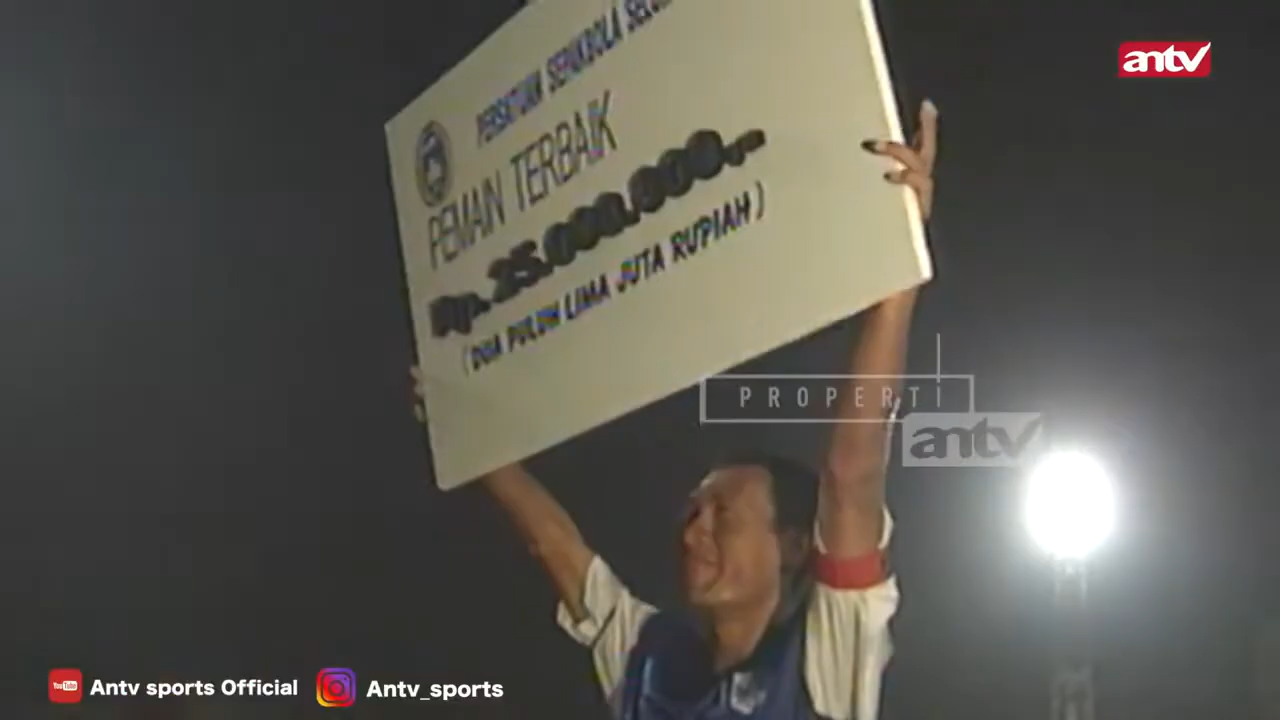 antv
PERSATUAN SEPAKBOLA
PEMAIN TERBAIK
Rp. 25.000.000,-
( DUA PULUH LIMA JUTA RUPIAH )
PROPERTI
antv
YouTube
Antv sports Official
Antv_sports